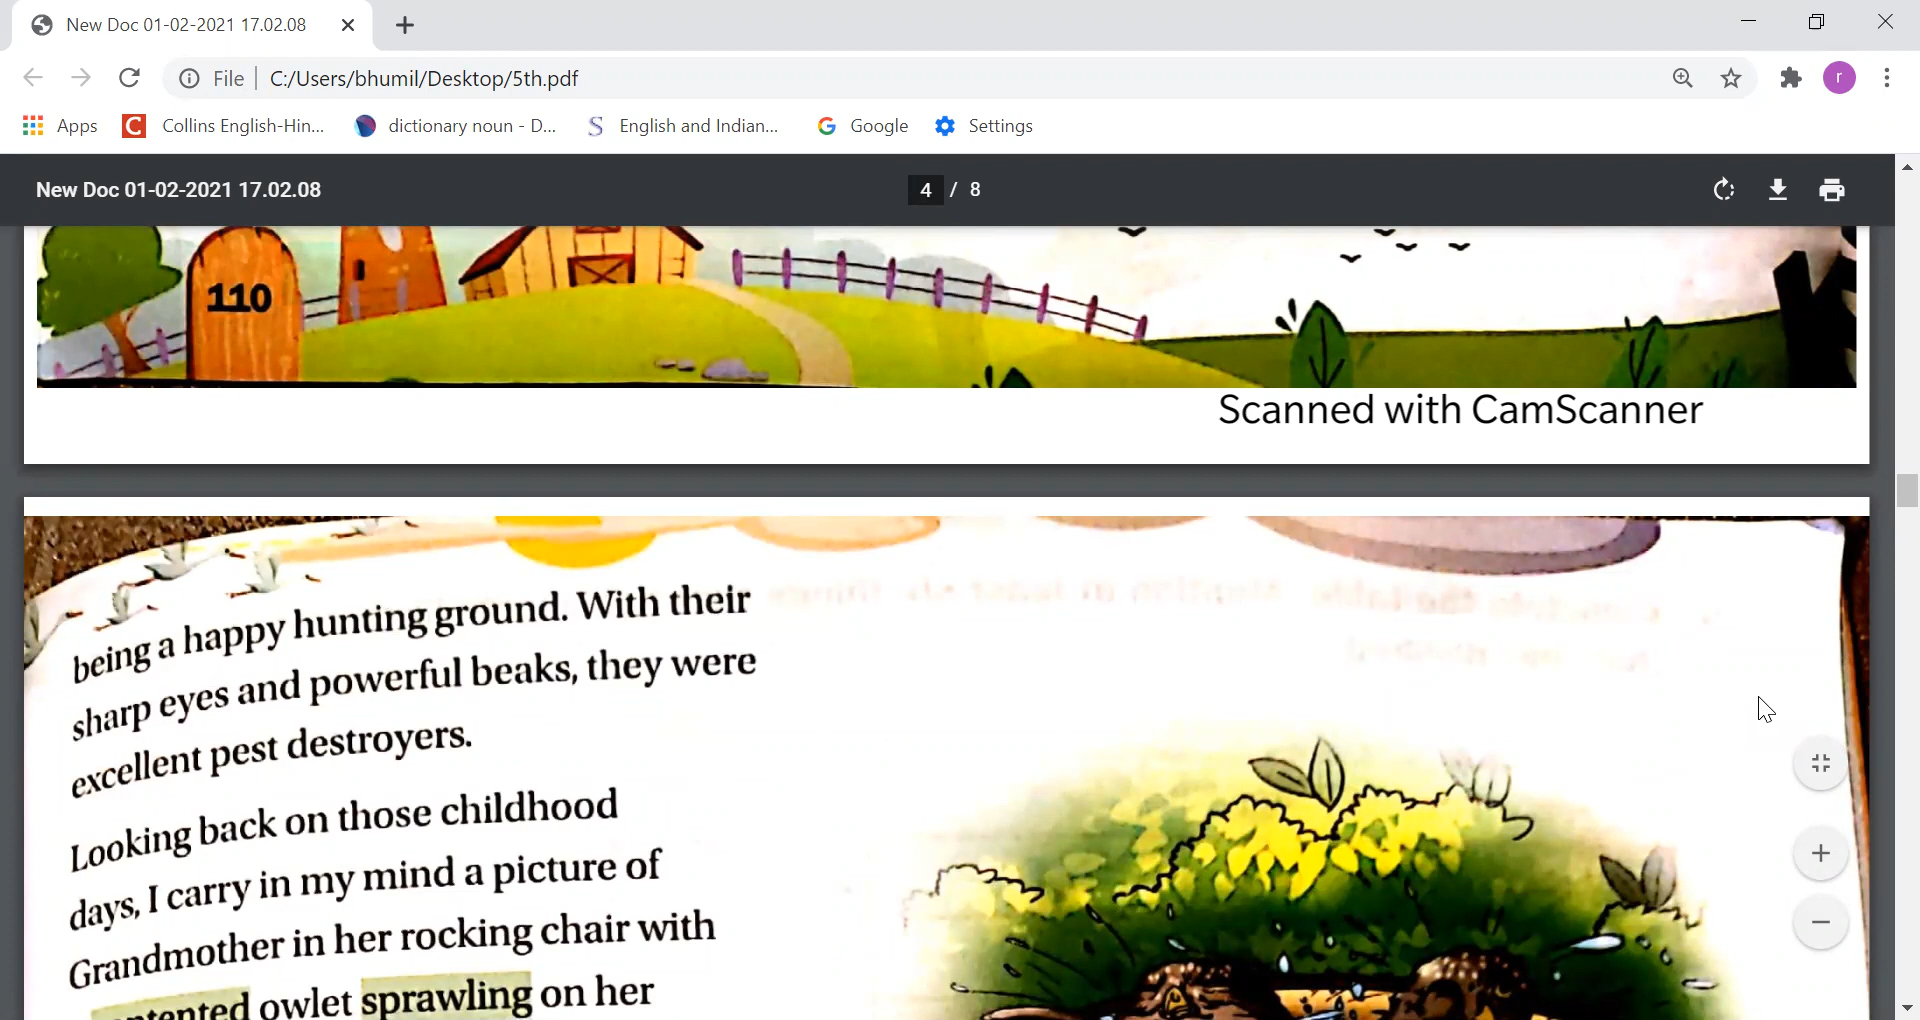 New Doc 01-02-2021 17.02.08
File C:/Users/bhumil/Desktop/5th.pdf
r
Apps Collins English-Hin... dictionary noun - D... English and Indian... Google Settings
New Doc 01-02-2021 17.02.08 4 / 8
110
Scanned with CamScanner
being a happy hunting ground. With their
sharp eyes and powerful beaks, they were
excellent pest destroyers.
Looking back on those childhood
days, I carry in my mind a picture of
Grandmother in her rocking chair with
owlet sprawling on her